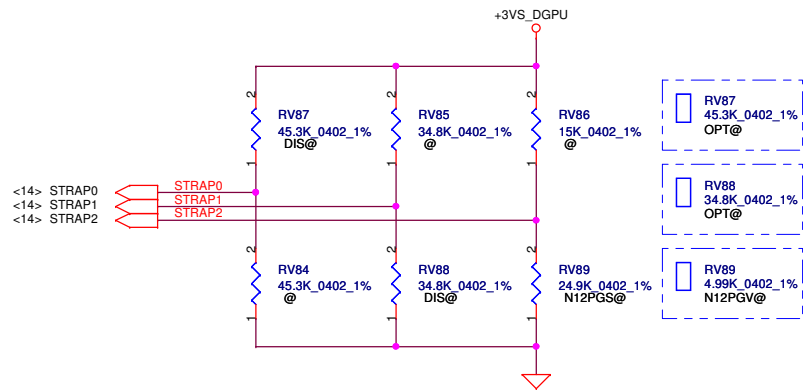 +3VS_DGPU
2
RV87
45.3K_0402_1%
DIS@
1
2
RV85
34.8K_0402_1%
@
1
2
RV86
15K_0402_1%
@
1
RV87
45.3K_0402_1%
OPT@
<14> STRAP0
STRAP0
<14> STRAP1
STRAP1
<14> STRAP2
STRAP2
RV88
34.8K_0402_1%
OPT@
2
RV84
45.3K_0402_1%
@
1
2
RV88
34.8K_0402_1%
DIS@
1
2
RV89
24.9K_0402_1%
N12PGS@
1
RV89
4.99K_0402_1%
N12PGV@